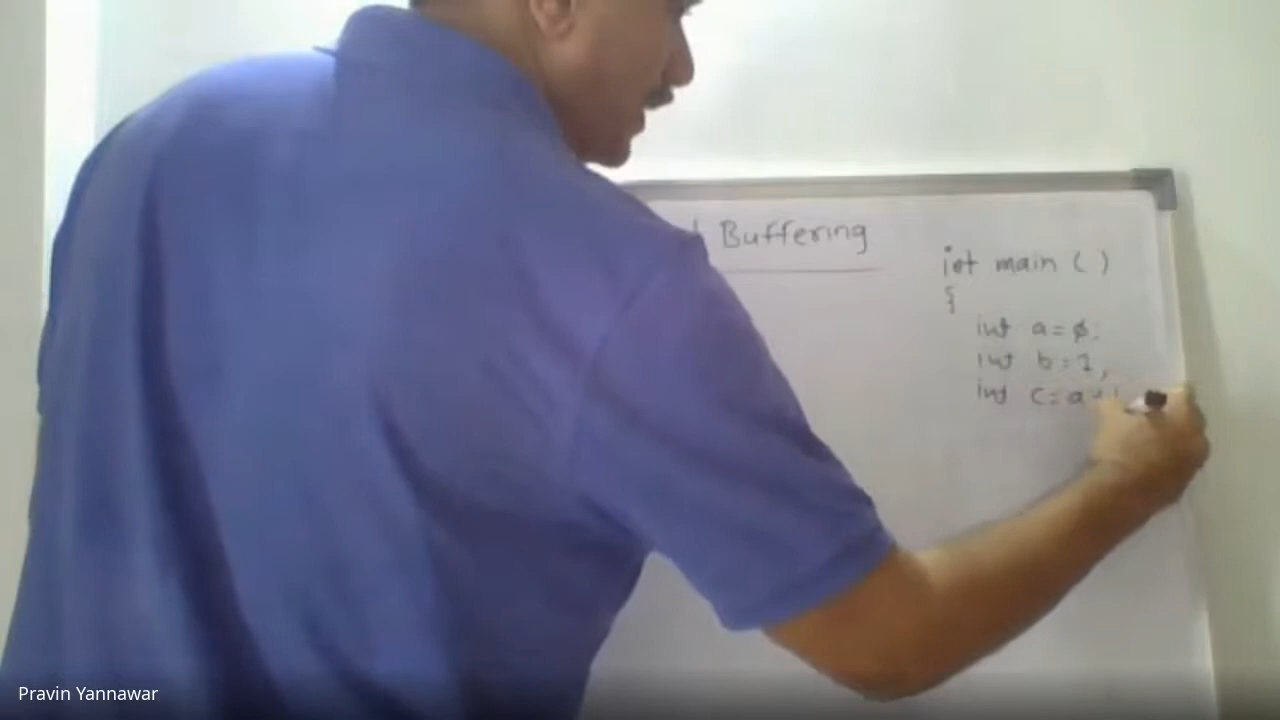 Buffering
int main ( )
{
int a = 0;
int b = 1,
int c = a +
Pravin Yannawar